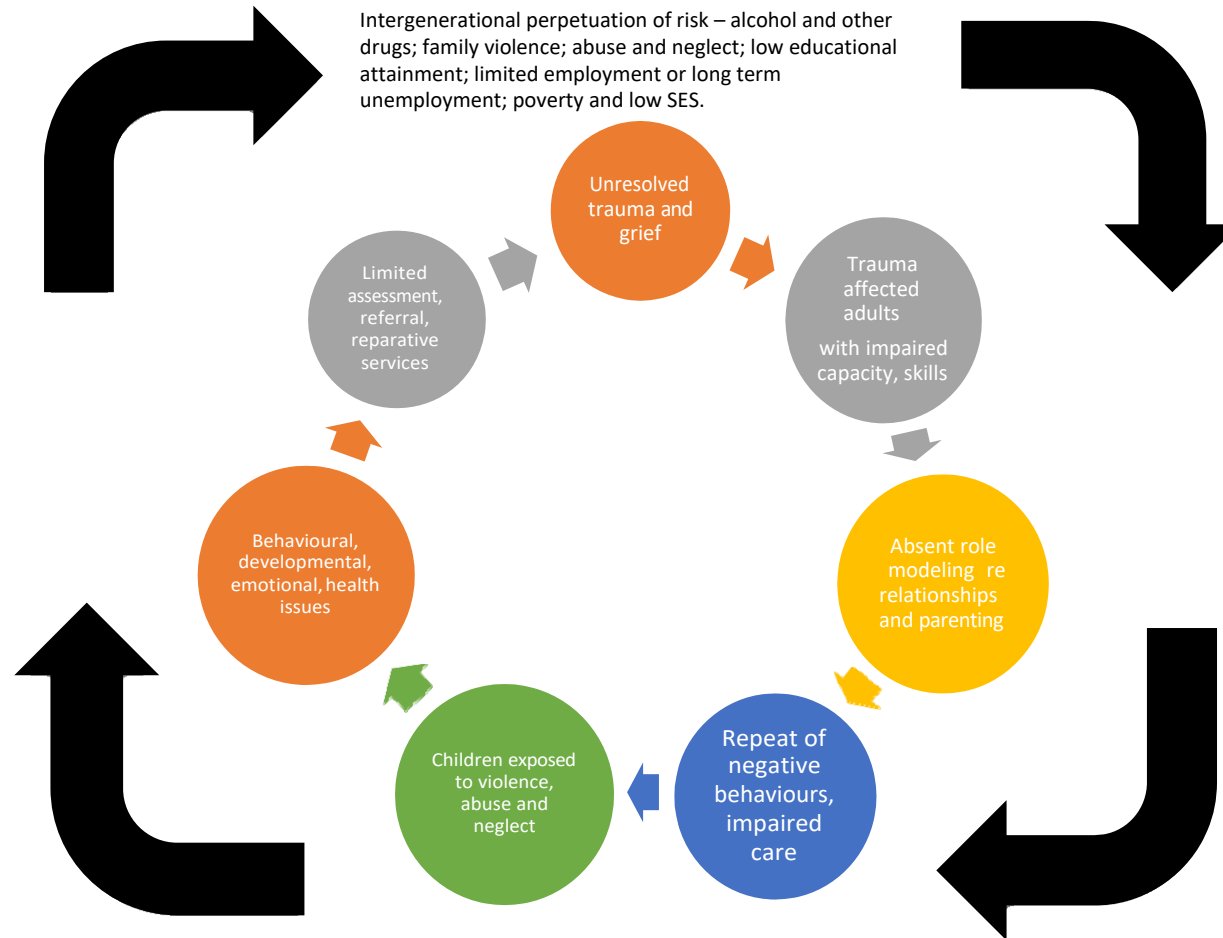 Intergenerational perpetuation of risk – alcohol and other
drugs; family violence; abuse and neglect; low educational
attainment; limited employment or long term
unemployment; poverty and low SES.
Unresolved
trauma and
grief
Trauma
affected
adults
with impaired
capacity, skills
Absent role
modeling re
relationships
and parenting
Repeat of
negative
behaviours,
impaired
care
Children exposed
to violence,
abuse and
neglect
Behavioural,
developmental,
emotional, health
issues
Limited
assessment,
referral,
reparative
services